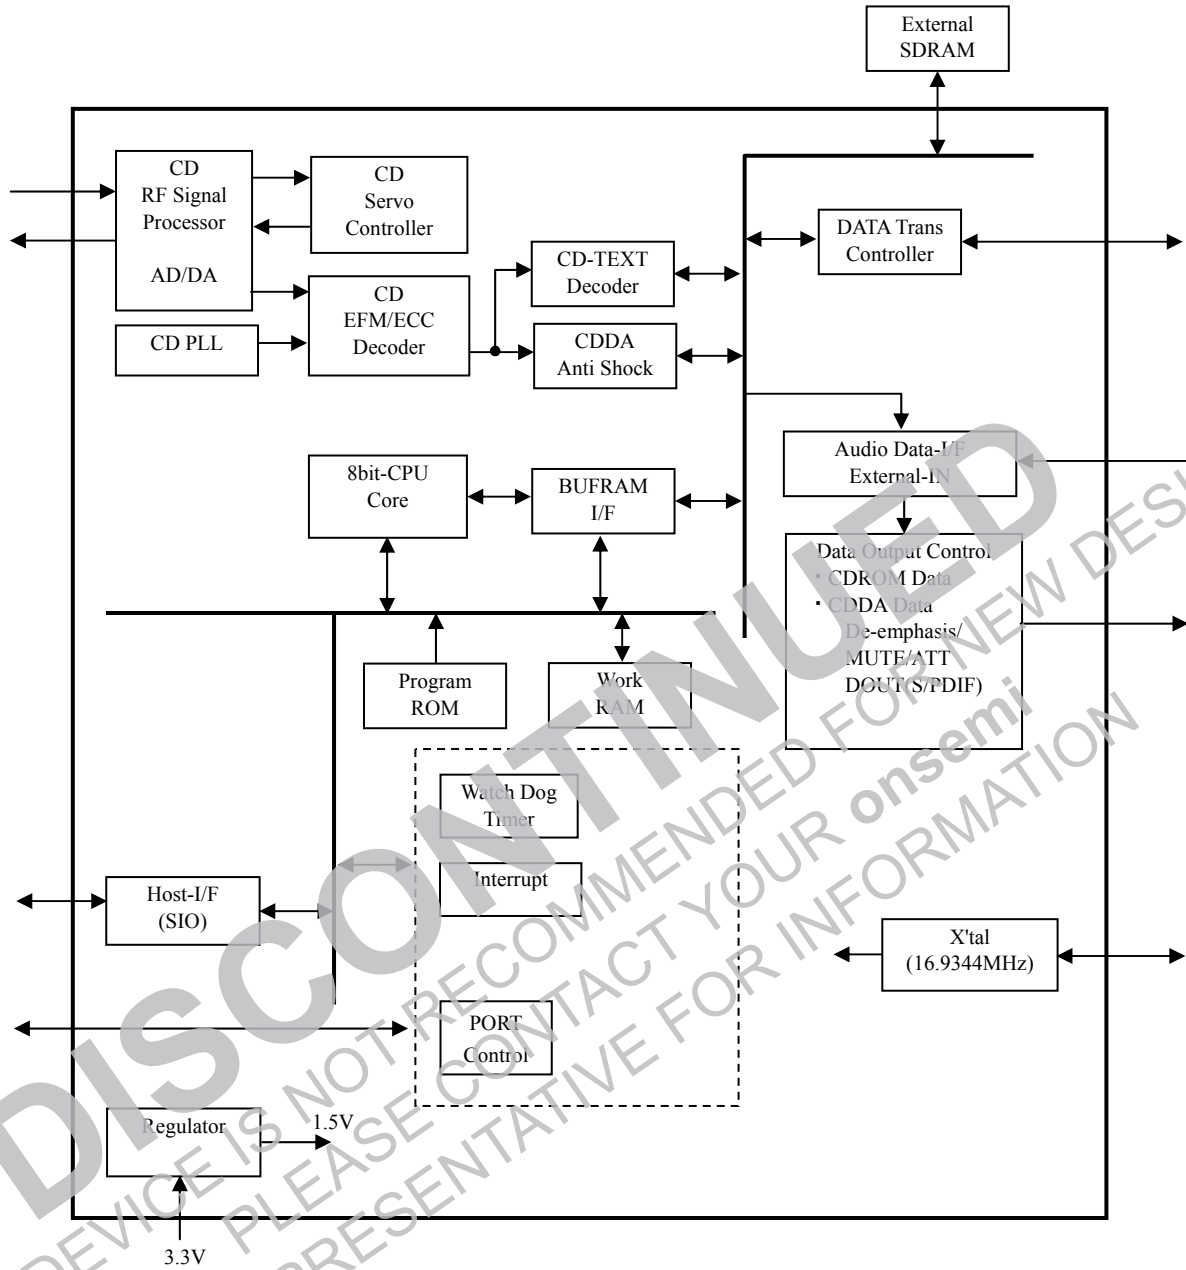 External
SDRAM
CD
RF Signal
Processor
AD/DA
CD
Servo
Controller
CD PLL
CD
EFM/ECC
Decoder
CD-TEXT
Decoder
CDDA
Anti Shock
DATA Trans
Controller
8bit-CPU
Core
BUFRAM
I/F
Audio Data-I/F
External-IN
Data Output Control
・CDROM Data
・CDDA Data
De-emphasis/
MUTE/ATT
DOUT(S/PDIF)
Program
ROM
Work
RAM
Watch Dog
Timer
Interrupt
PORT
Control
Host-I/F
(SIO)
X'tal
(16.9344MHz)
Regulator
1.5V
3.3V
DISCONTINUED
DEVICE IS NOT RECOMMENDED FOR NEW
PLEASE CONTACT YOUR onsemi
FOR INFORMATION